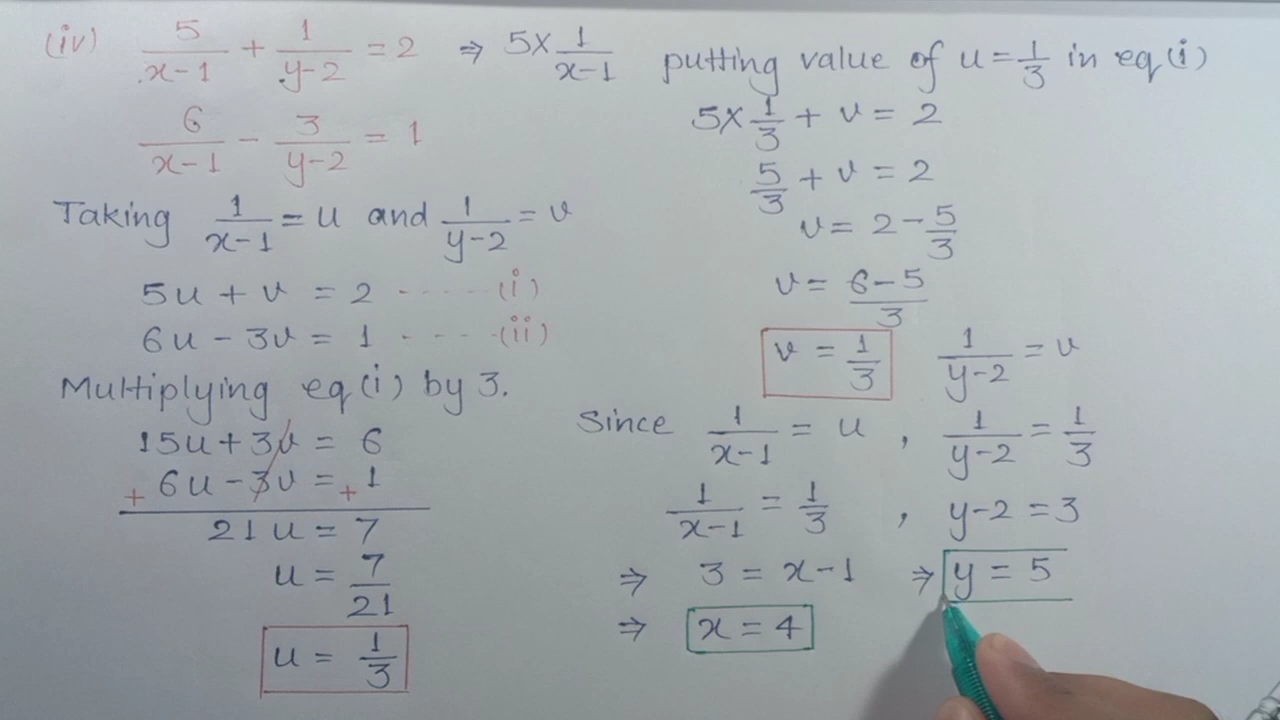 (iv) 5/(x-1) + 1/(y-2) = 2 ⇒ 5× 1/(x-1)
6/(x-1) - 3/(y-2) = 1
Taking 1/(x-1) = u and 1/(y-2) = v
5u + v = 2 ------(i)
6u - 3v = 1 ------(ii)
Multiplying eq(i) by 3.
15u + 3v = 6
+ 6u - 3v = + 1
21u = 7
u = 7/21
u = 1/3
putting value of u = 1/3 in eq(i)
5× 1/3 + v = 2
5/3 + v = 2
v = 2 - 5/3
v = (6-5)/3
v = 1/3 1/(y-2) = v
Since 1/(x-1) = u , 1/(y-2) = 1/3
1/(x-1) = 1/3 , y-2 = 3
⇒ 3 = x-1 ⇒ y = 5
⇒ x = 4